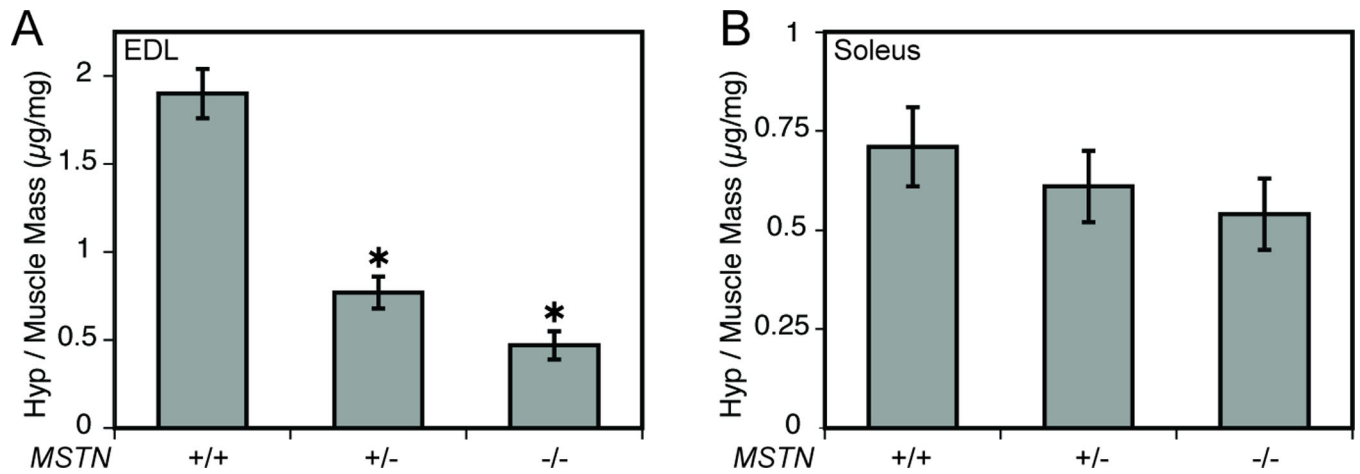 A
EDL
Hyp / Muscle Mass (µg/mg)
2
1.5
1
0.5
0
*
*
MSTN +/+ +/- -/-
B
Soleus
Hyp / Muscle Mass (µg/mg)
1
0.75
0.5
0.25
0
MSTN +/+ +/- -/-